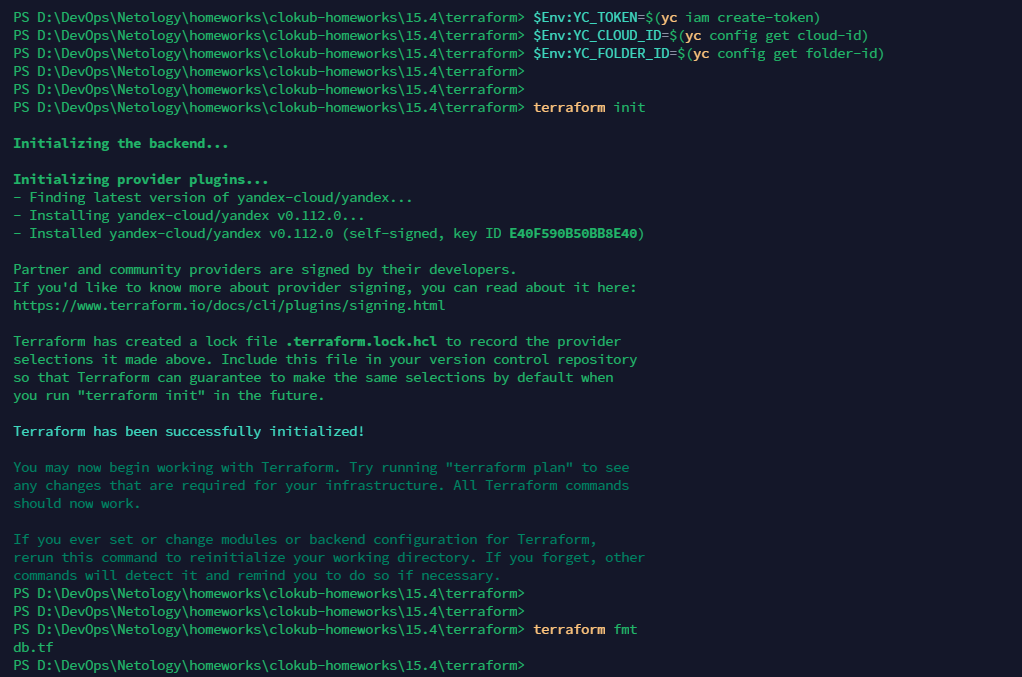 PS D:\DevOps\Netology\homeworks\clokub-homeworks\15.4\terraform> $Env:YC_TOKEN=$(yc iam create-token)
PS D:\DevOps\Netology\homeworks\clokub-homeworks\15.4\terraform> $Env:YC_CLOUD_ID=$(yc config get cloud-id)
PS D:\DevOps\Netology\homeworks\clokub-homeworks\15.4\terraform> $Env:YC_FOLDER_ID=$(yc config get folder-id)
PS D:\DevOps\Netology\homeworks\clokub-homeworks\15.4\terraform>
PS D:\DevOps\Netology\homeworks\clokub-homeworks\15.4\terraform>
PS D:\DevOps\Netology\homeworks\clokub-homeworks\15.4\terraform> terraform init
Initializing the backend...
Initializing provider plugins...
- Finding latest version of yandex-cloud/yandex...
- Installing yandex-cloud/yandex v0.112.0...
- Installed yandex-cloud/yandex v0.112.0 (self-signed, key ID E40F590B50BB8E40)
Partner and community providers are signed by their developers.
If you'd like to know more about provider signing, you can read about it here:
https://www.terraform.io/docs/cli/plugins/signing.html
Terraform has created a lock file .terraform.lock.hcl to record the provider
selections it made above. Include this file in your version control repository
so that Terraform can guarantee to make the same selections by default when
you run "terraform init" in the future.
Terraform has been successfully initialized!
You may now begin working with Terraform. Try running "terraform plan" to see
any changes that are required for your infrastructure. All Terraform commands
should now work.
If you ever set or change modules or backend configuration for Terraform,
rerun this command to reinitialize your working directory. If you forget, other
commands will detect it and remind you to do so if necessary.
PS D:\DevOps\Netology\homeworks\clokub-homeworks\15.4\terraform>
PS D:\DevOps\Netology\homeworks\clokub-homeworks\15.4\terraform>
PS D:\DevOps\Netology\homeworks\clokub-homeworks\15.4\terraform> terraform fmt
db.tf
PS D:\DevOps\Netology\homeworks\clokub-homeworks\15.4\terraform>